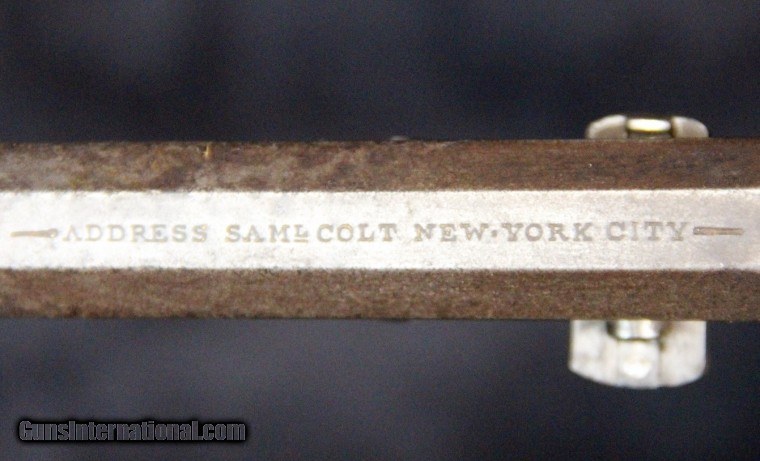 ADDRESS SAML COLT NEW-YORK CITY
GunsInternational.com